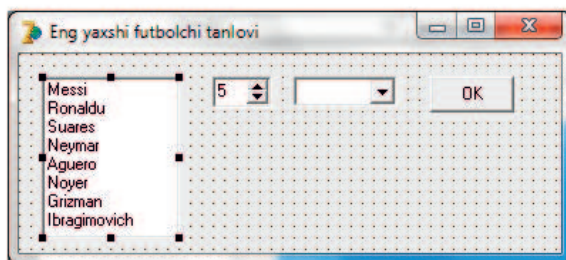 Eng yaxshi futbolchi tanlovi
Messi
Ronaldu
Suares
Neymar
Aguero
Noyer
Grizman
Ibragimovich
5
OK